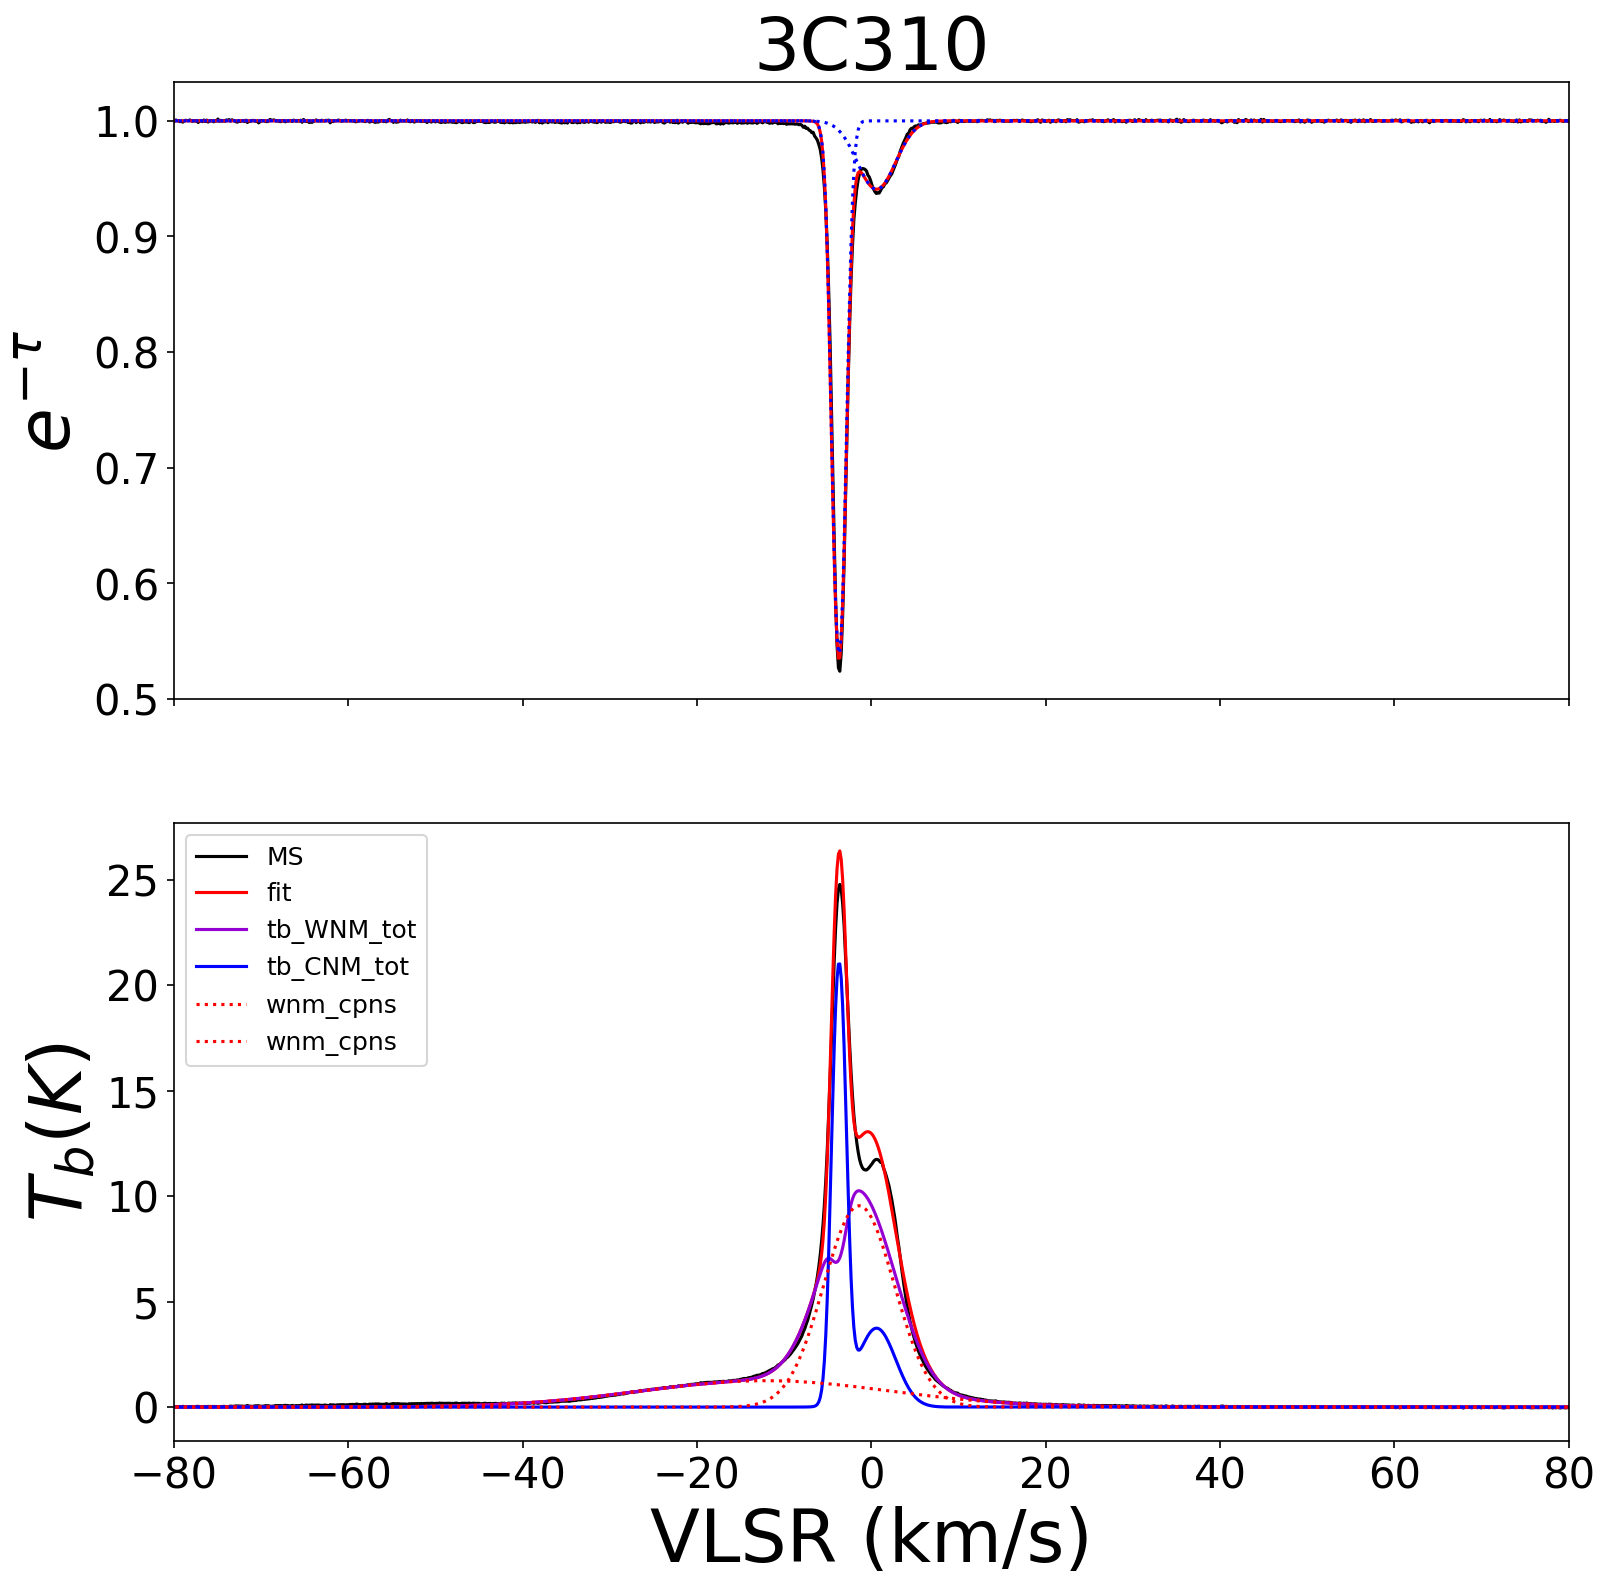 3C310
1.0
0.9
0.8
0.7
0.6
0.5
e^{-τ}
MS
fit
tb_WNM_tot
tb_CNM_tot
wnm_cpns
wnm_cpns
25
20
15
10
5
0
T_b(K)
−80 −60 −40 −20 0 20 40 60 80
VLSR (km/s)